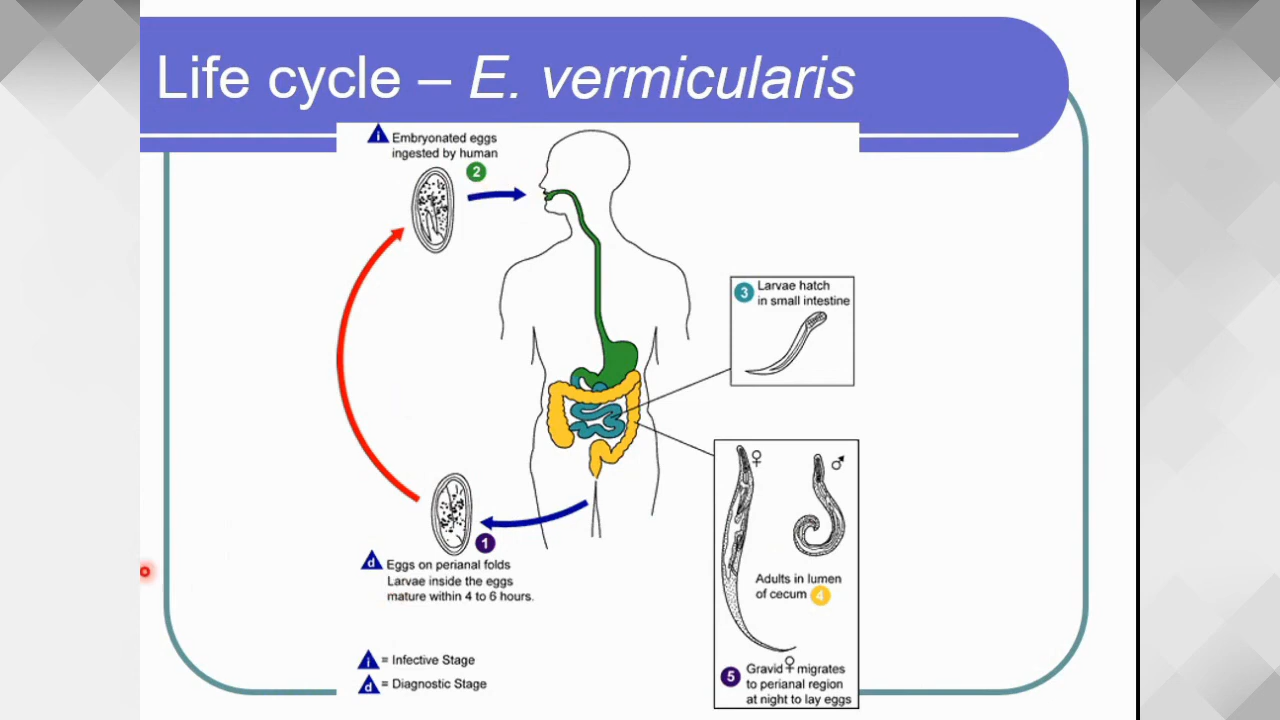 Life cycle – E. vermicularis
i Embryonated eggs
ingested by human
2
3 Larvae hatch
in small intestine
♀ ♂
Adults in lumen
of cecum 4
5 Gravid ♀ migrates
to perianal region
at night to lay eggs
1
d Eggs on perianal folds
Larvae inside the eggs
mature within 4 to 6 hours.
i = Infective Stage
d = Diagnostic Stage